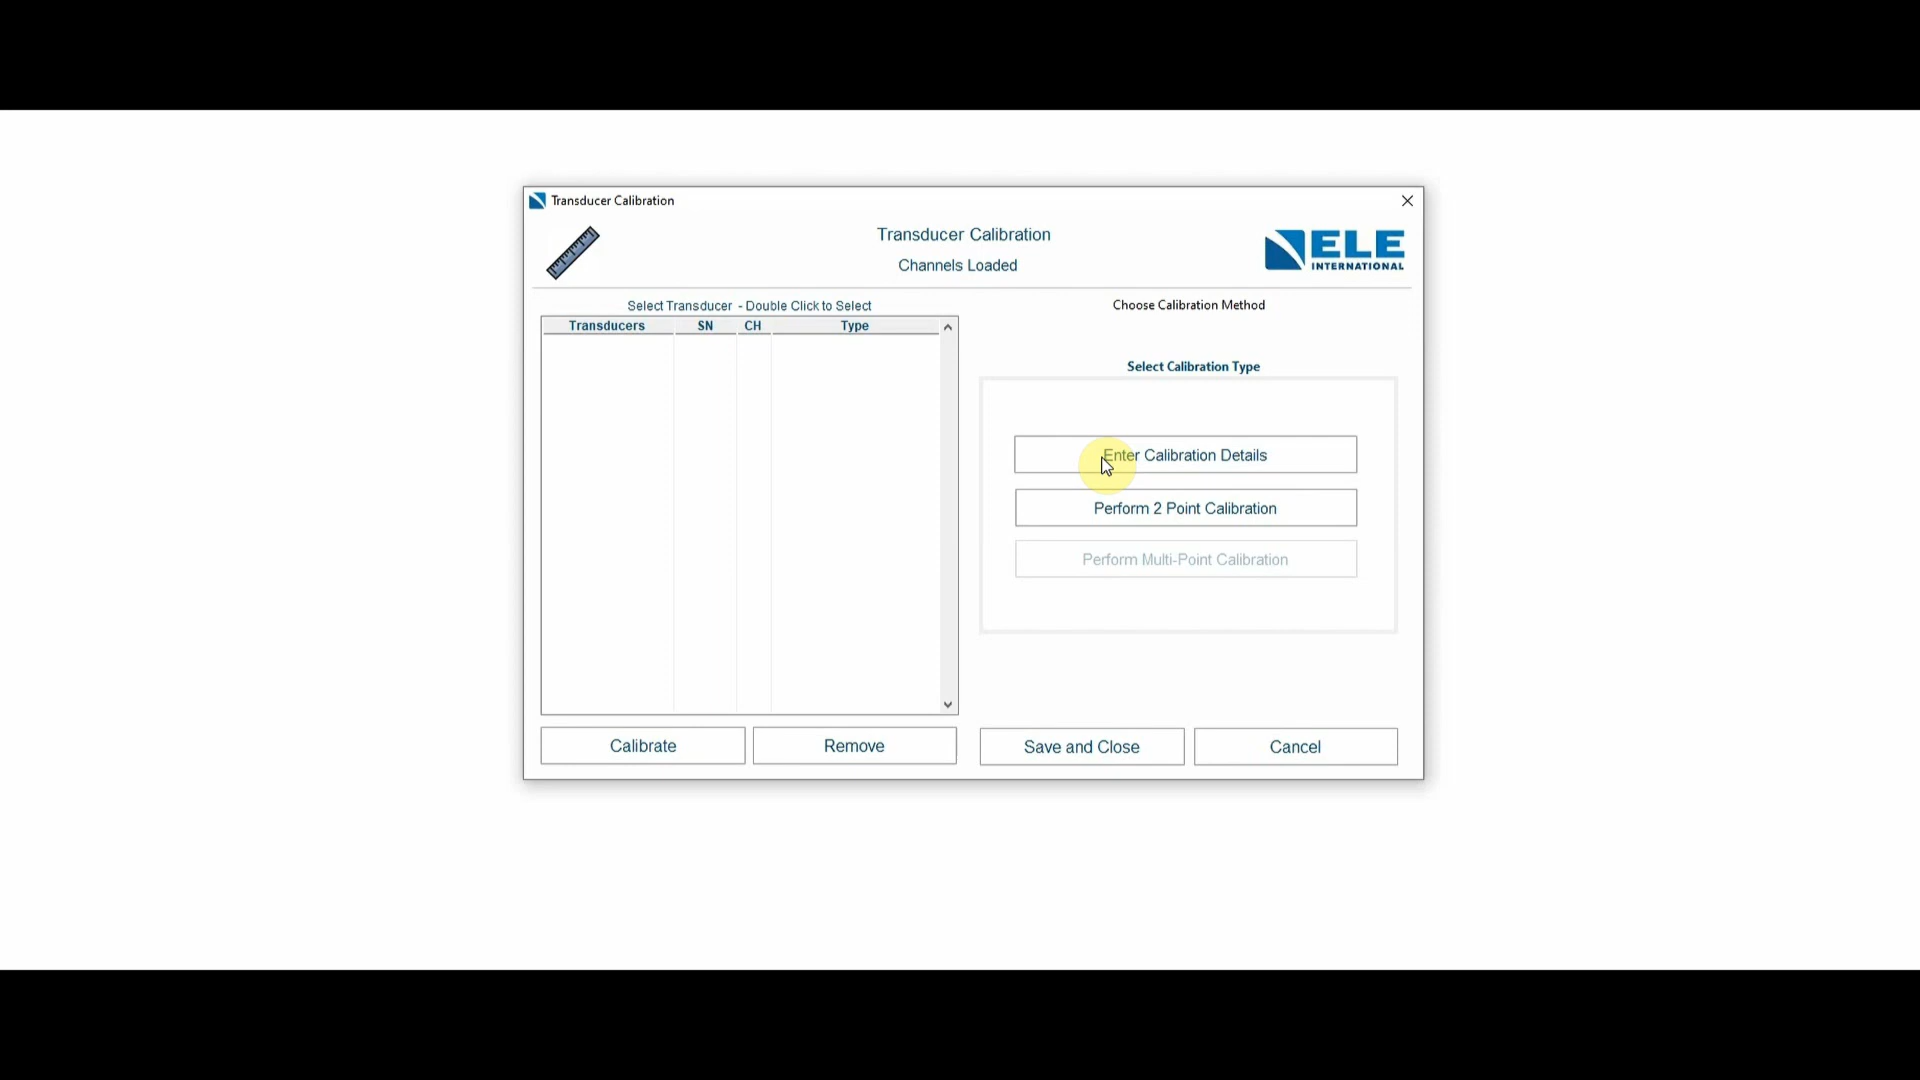 Transducer Calibration
Transducer Calibration
Channels Loaded
ELE
INTERNATIONAL
Select Transducer - Double Click to Select
Transducers SN CH Type
Choose Calibration Method
Select Calibration Type
Enter Calibration Details
Perform 2 Point Calibration
Perform Multi-Point Calibration
Calibrate
Remove
Save and Close
Cancel